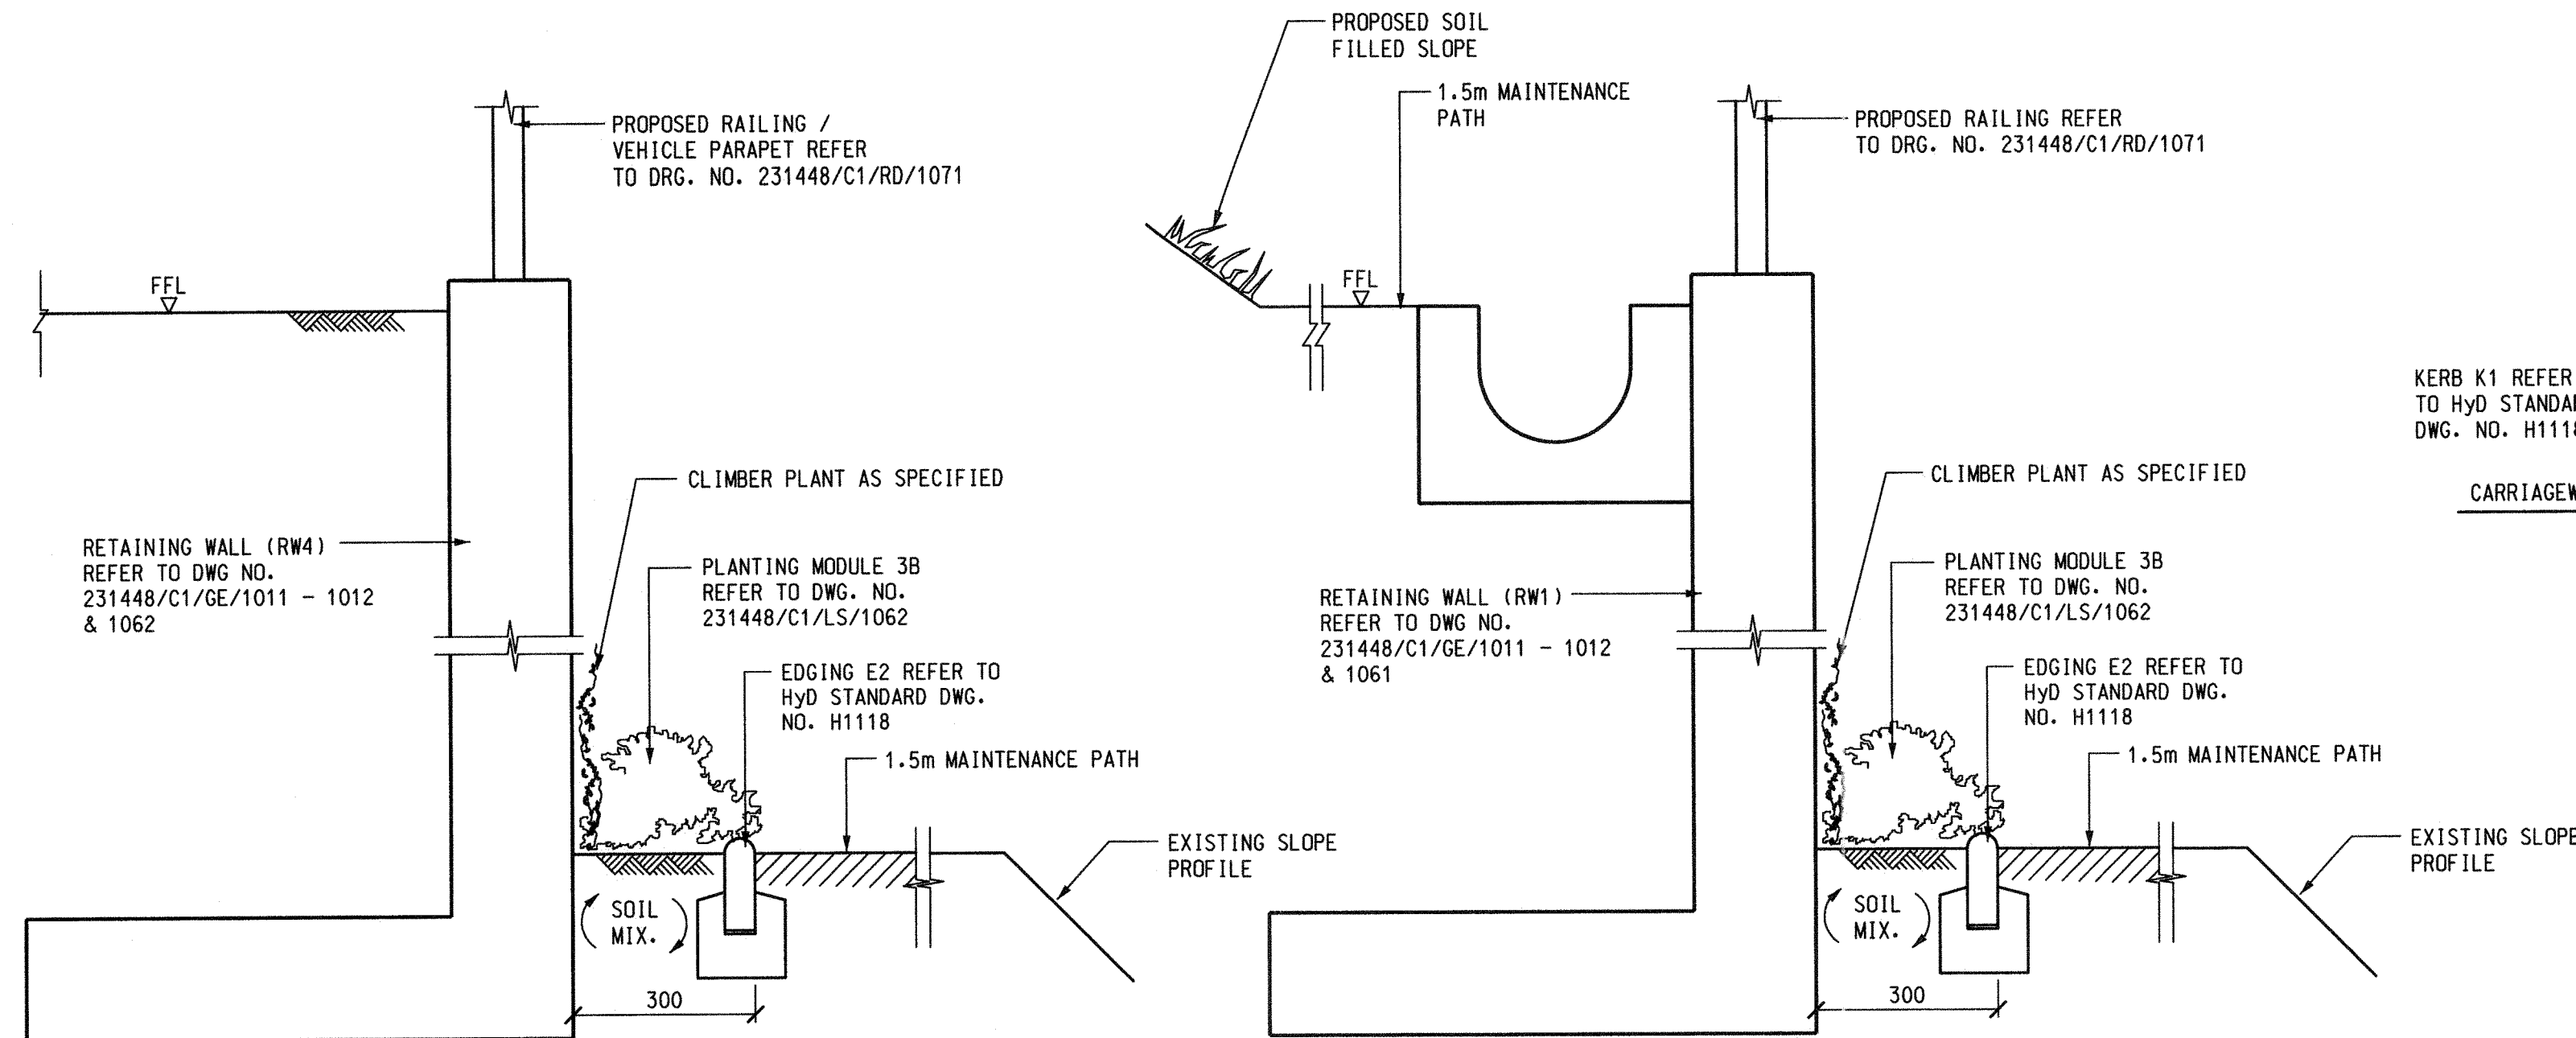 PROPOSED RAILING /
VEHICLE PARAPET REFER
TO DRG. NO. 231448/C1/RD/1071
FFL
CLIMBER PLANT AS SPECIFIED
RETAINING WALL (RW4)
REFER TO DWG NO.
231448/C1/GE/1011 - 1012
& 1062
PLANTING MODULE 3B
REFER TO DWG. NO.
231448/C1/LS/1062
EDGING E2 REFER TO
HyD STANDARD DWG.
NO. H1118
1.5m MAINTENANCE PATH
EXISTING SLOPE
PROFILE
SOIL
MIX.
300
PROPOSED SOIL
FILLED SLOPE
1.5m MAINTENANCE
PATH
PROPOSED RAILING REFER
TO DRG. NO. 231448/C1/RD/1071
FFL
CLIMBER PLANT AS SPECIFIED
RETAINING WALL (RW1)
REFER TO DWG NO.
231448/C1/GE/1011 - 1012
& 1061
PLANTING MODULE 3B
REFER TO DWG. NO.
231448/C1/LS/1062
EDGING E2 REFER TO
HyD STANDARD DWG.
NO. H1118
1.5m MAINTENANCE PATH
EXISTING SLOPE
PROFILE
SOIL
MIX.
300
KERB K1 REFER
TO HyD
DWG. NO.